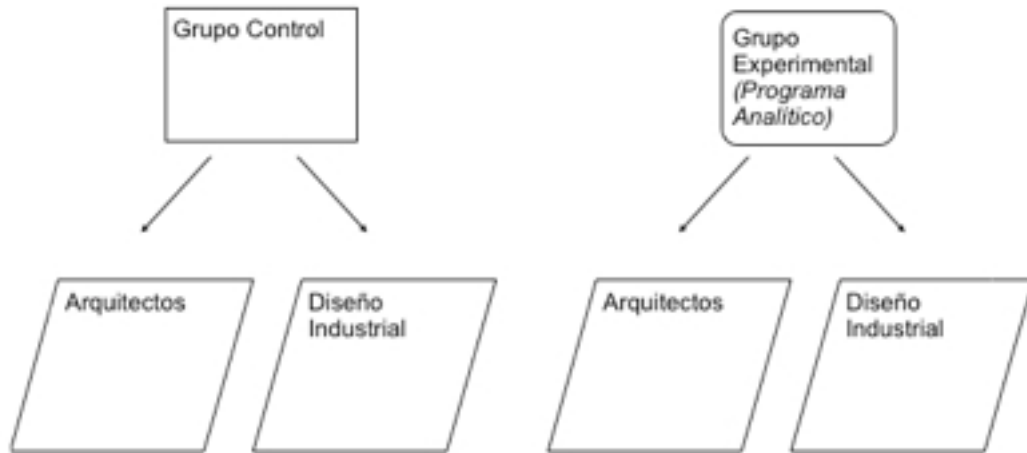 Grupo Control
Grupo
Experimental
(Programa
Analítico)
Arquitectos
Diseño
Industrial
Arquitectos
Diseño
Industrial